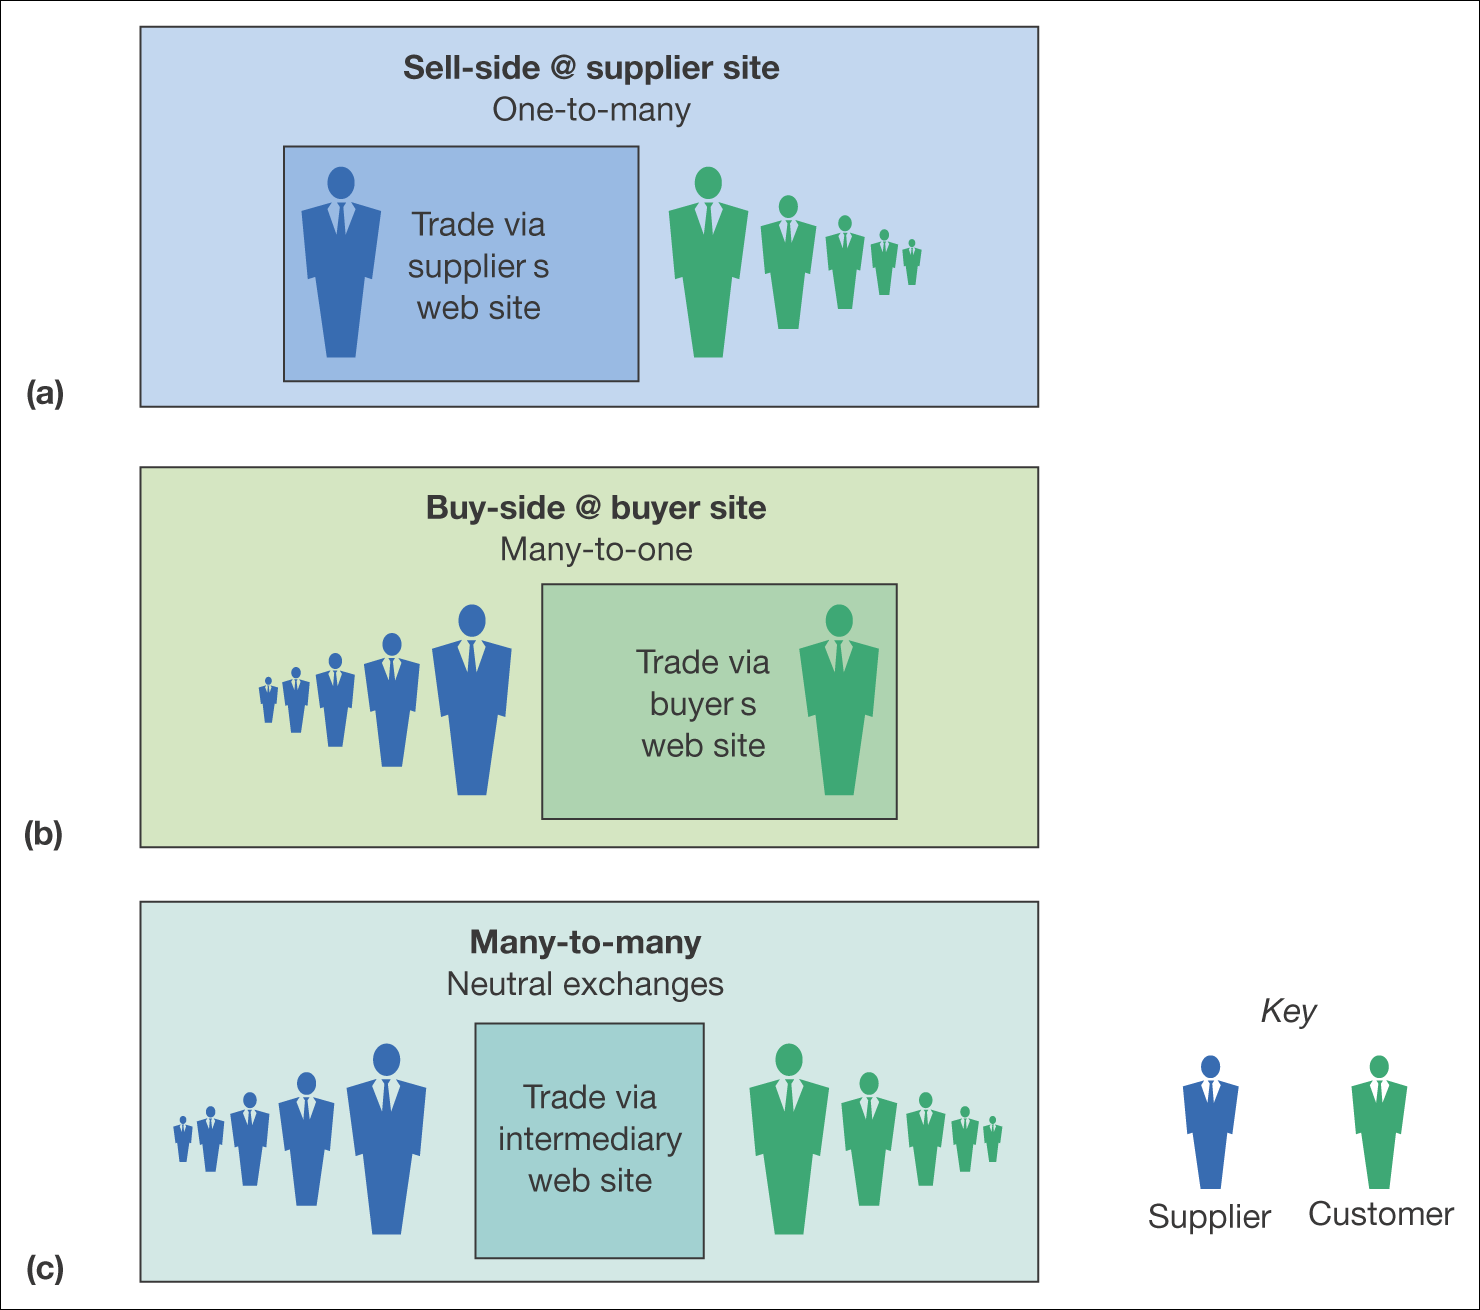 Sell-side @ supplier site
One-to-many
Trade via
supplier s
web site
(a)
Buy-side @ buyer site
Many-to-one
Trade via
buyer s
web site
(b)
Many-to-many
Neutral exchanges
Trade via
intermediary
web site
(c)
Key
Supplier
Customer